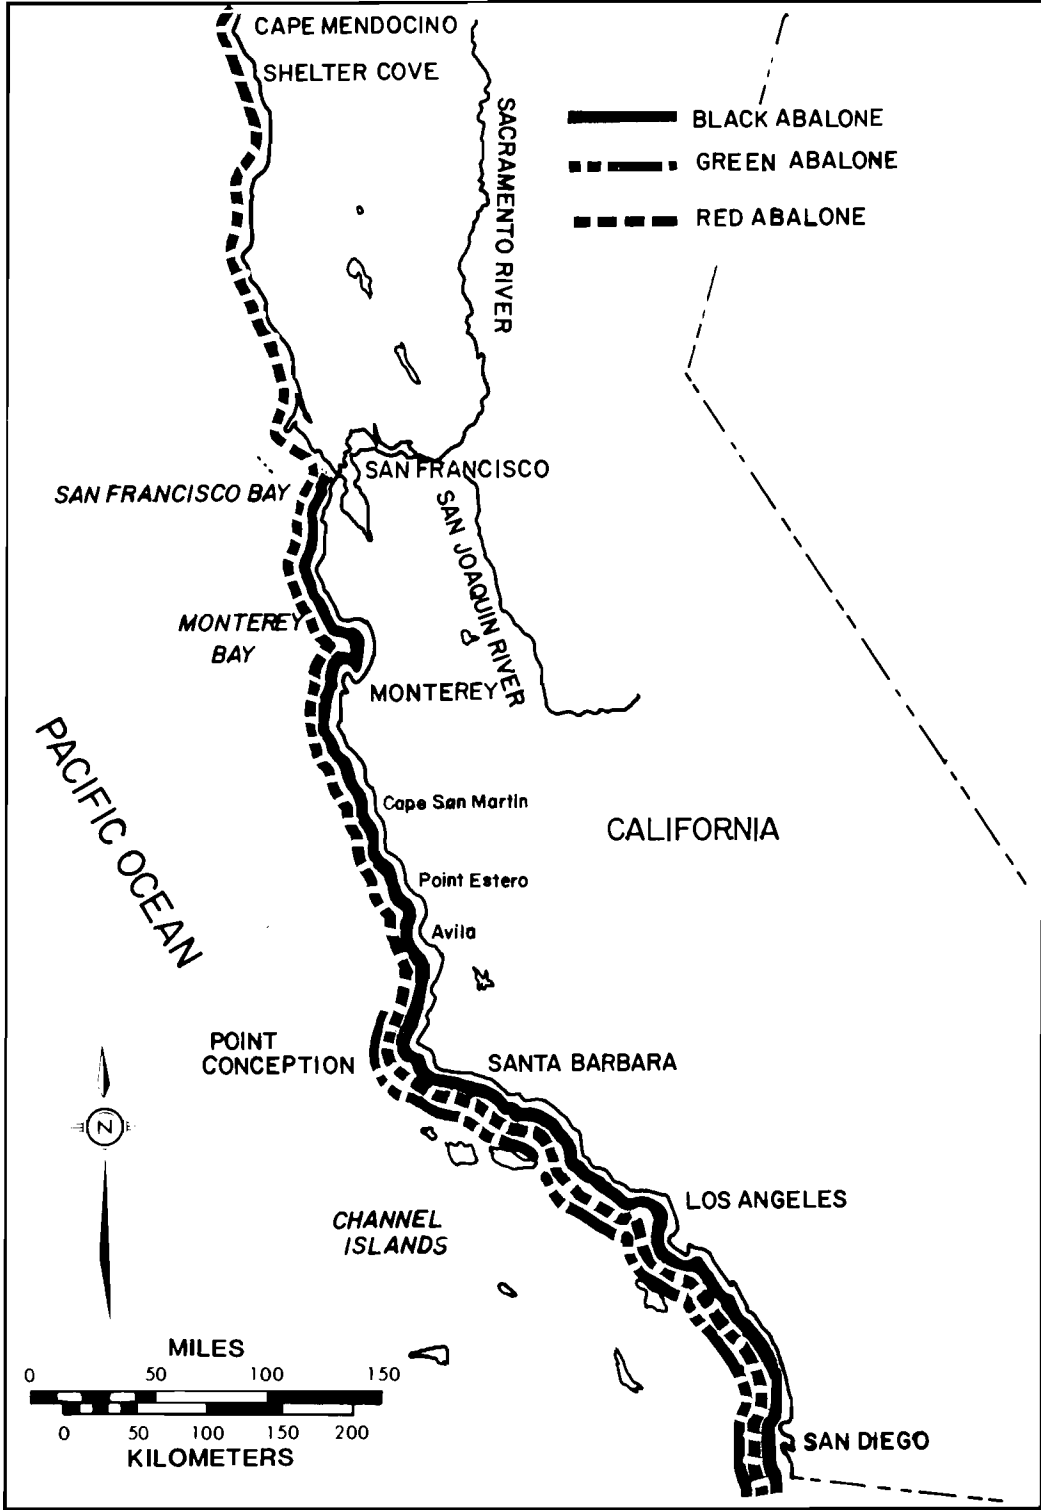 CAPE MENDOCINO
SHELTER COVE
SACRAMENTO RIVER
BLACK ABALONE
GREEN ABALONE
RED ABALONE
SAN FRANCISCO
SAN FRANCISCO BAY
SAN JOAQUIN RIVER
MONTEREY
BAY
MONTEREY
PACIFIC OCEAN
Cape San Martin
CALIFORNIA
Point Estero
Avila
POINT
CONCEPTION
SANTA BARBARA
N
LOS ANGELES
CHANNEL
ISLANDS
MILES
0 50 100 150
0 50 100 150 200
KILOMETERS
SAN DIEGO